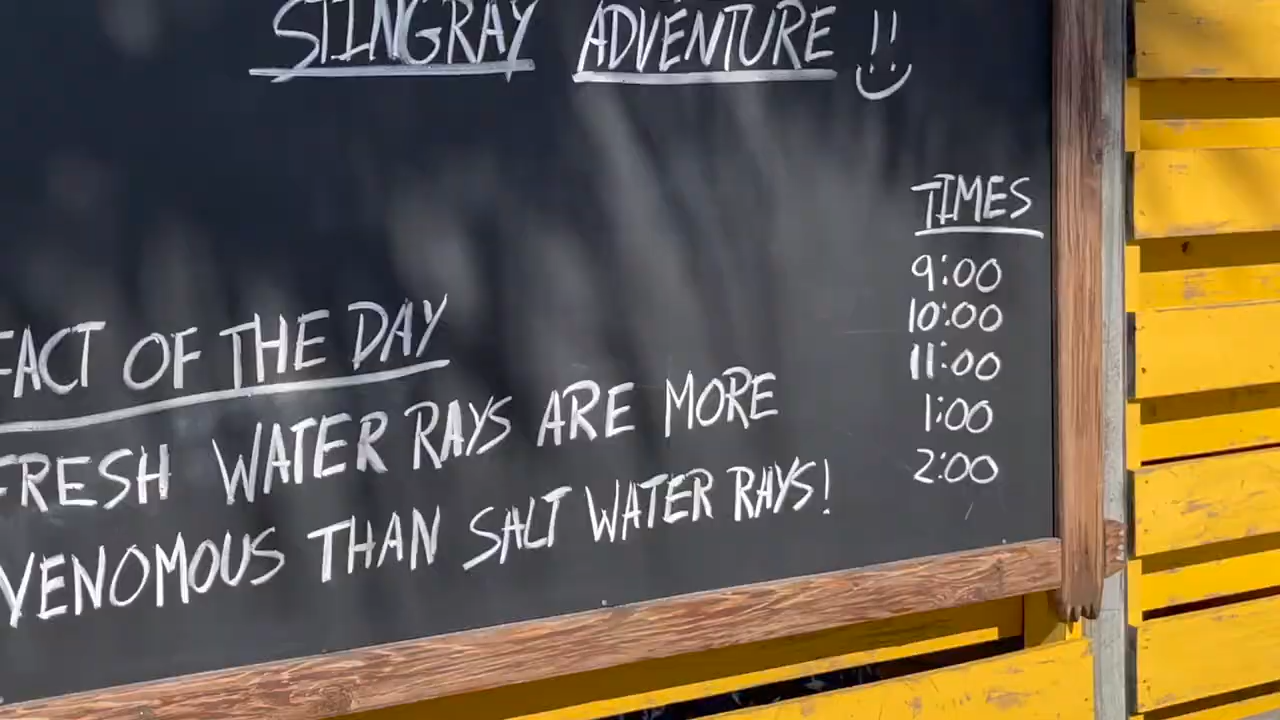 STINGRAY ADVENTURE !!
TIMES
9:00
10:00
11:00
1:00
2:00
FACT OF THE DAY
FRESH WATER RAYS ARE MORE
VENOMOUS THAN SALT WATER RAYS!